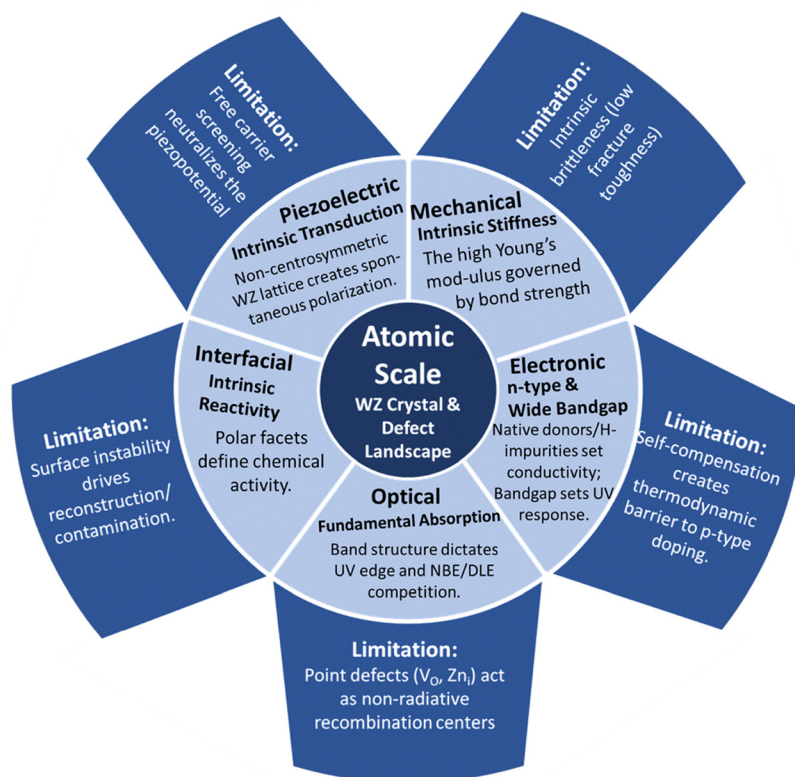 Limitation:
Free carrier
screening
neutralizes the
piezopotential
Limitation:
Intrinsic
brittleness (low
fracture
toughness)
Piezoelectric
Intrinsic Transduction
Non-centrosymmetric
WZ lattice creates spon-
taneous polarization.
Mechanical
Intrinsic Stiffness
The high Young's
mod-ulus governed
by bond strength
Atomic
Scale
WZ Crystal &
Defect
Landscape
Interfacial
Intrinsic
Reactivity
Polar facets
define chemical
activity.
Electronic
n-type &
Wide Bandgap
Native donors/H-
impurities set
conductivity;
Bandgap sets UV
response.
Optical
Fundamental Absorption
Band structure dictates
UV edge and NBE/DLE
competition.
Limitation:
Surface instability
drives
reconstruction/
contamination.
Limitation:
Self-compensation
creates
thermodynamic
barrier to p-type
doping.
Limitation:
Point defects (V₀, Znᵢ) act
as non-radiative
recombination centers